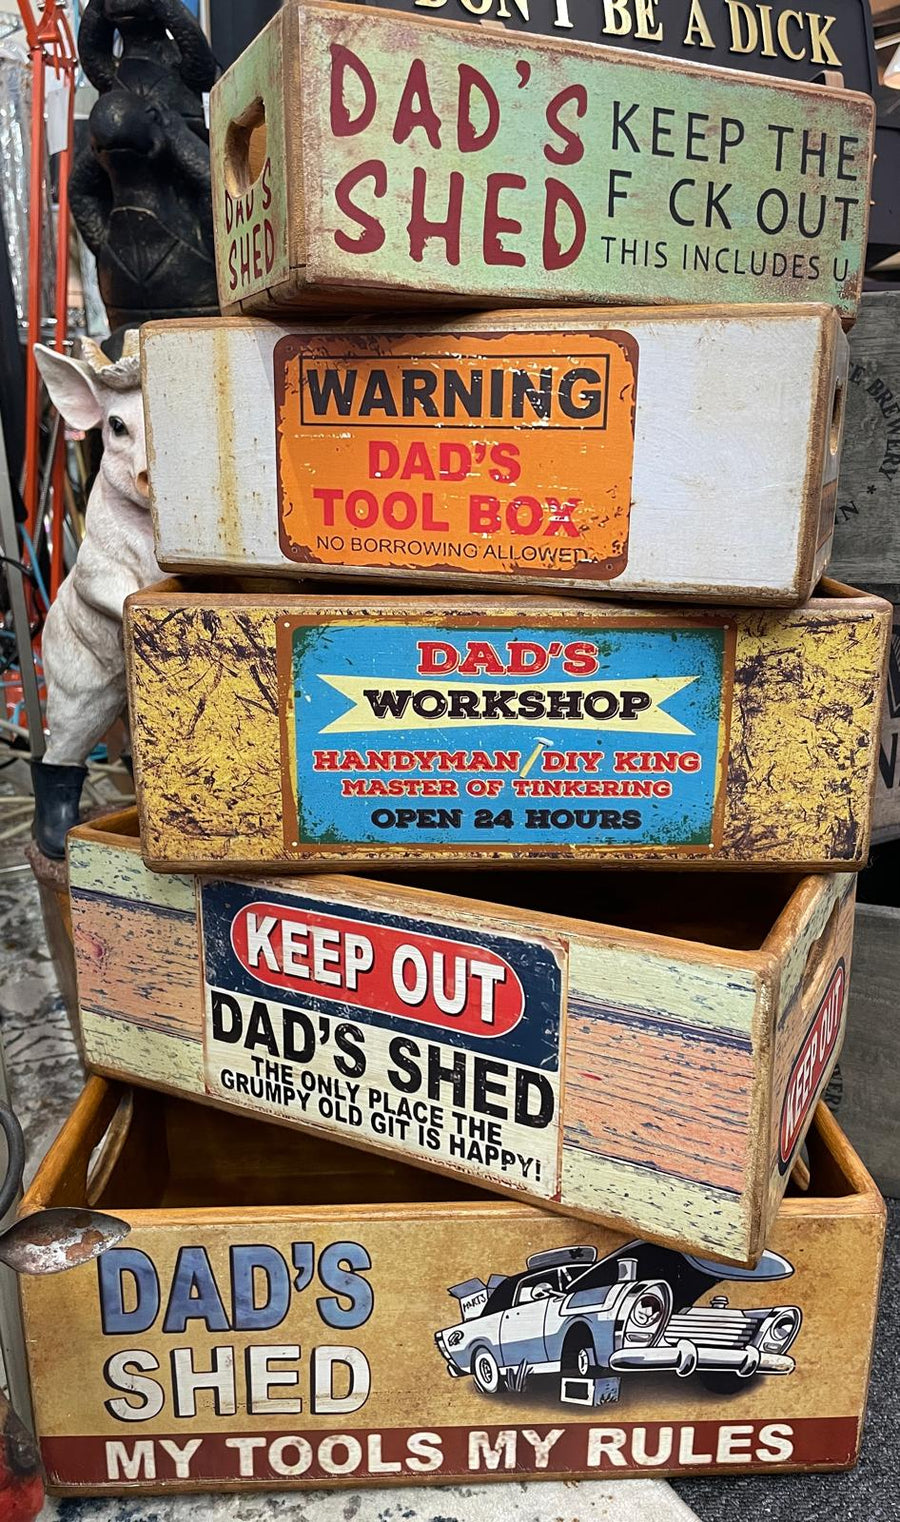 DON'T BE A DICK
DAD'S
SHED
KEEP THE
F CK OUT
THIS INCLUDES U
DAD'S
SHED
WARNING
DAD'S
TOOL BOX
NO BORROWING ALLOWED
BREWERY
DAD'S
WORKSHOP
HANDYMAN DIY KING
MASTER OF TINKERING
OPEN 24 HOURS
KEEP OUT
DAD'S SHED
THE ONLY PLACE THE
GRUMPY OLD GIT IS HAPPY!
KEEP OUT
DAD'S
SHED
PARTS
MY TOOLS MY RULES